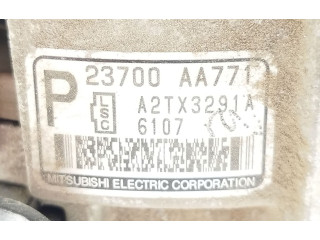 P
23700 AA771
LSC
A2TX3291A
6107
MITSUBISHI ELECTRIC CORPORATION